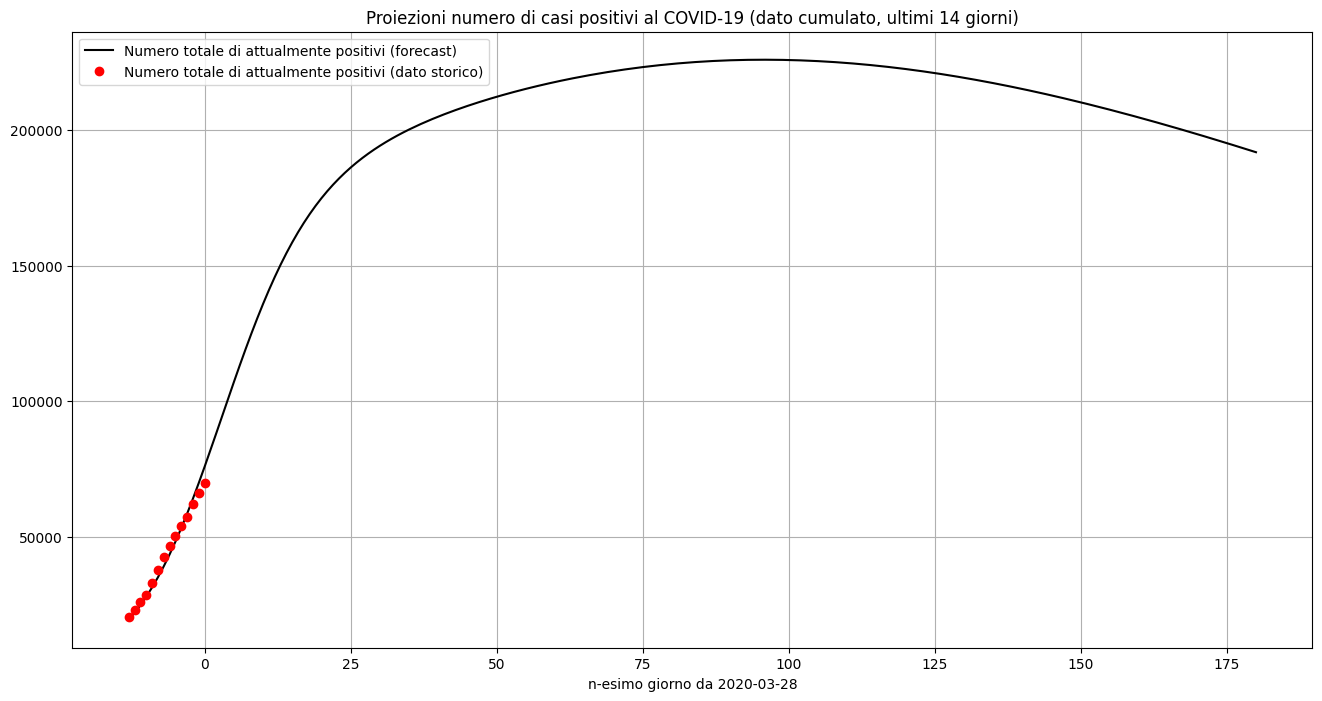 Proiezioni numero di casi positivi al COVID-19 (dato cumulato, ultimi 14 giorni)
Numero totale di attualmente positivi (forecast)
Numero totale di attualmente positivi (dato storico)
200000
150000
100000
50000
0 25 50 75 100 125 150 175
n-esimo giorno da 2020-03-28